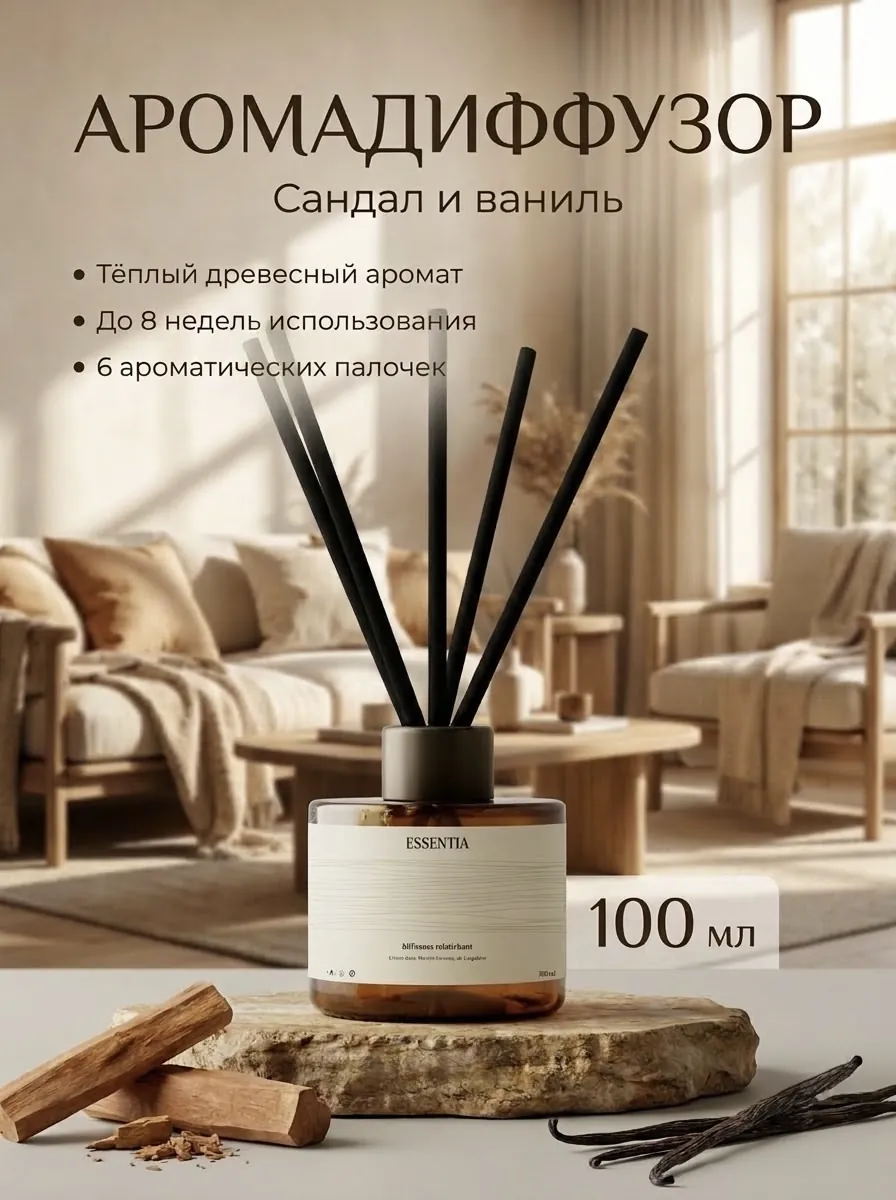 АРОМАДИФФУЗОР
Сандал и ваниль
• Тёплый древесный аромат
• До 8 недель использования
• 6 ароматических палочек
ESSENTIA
100 мл